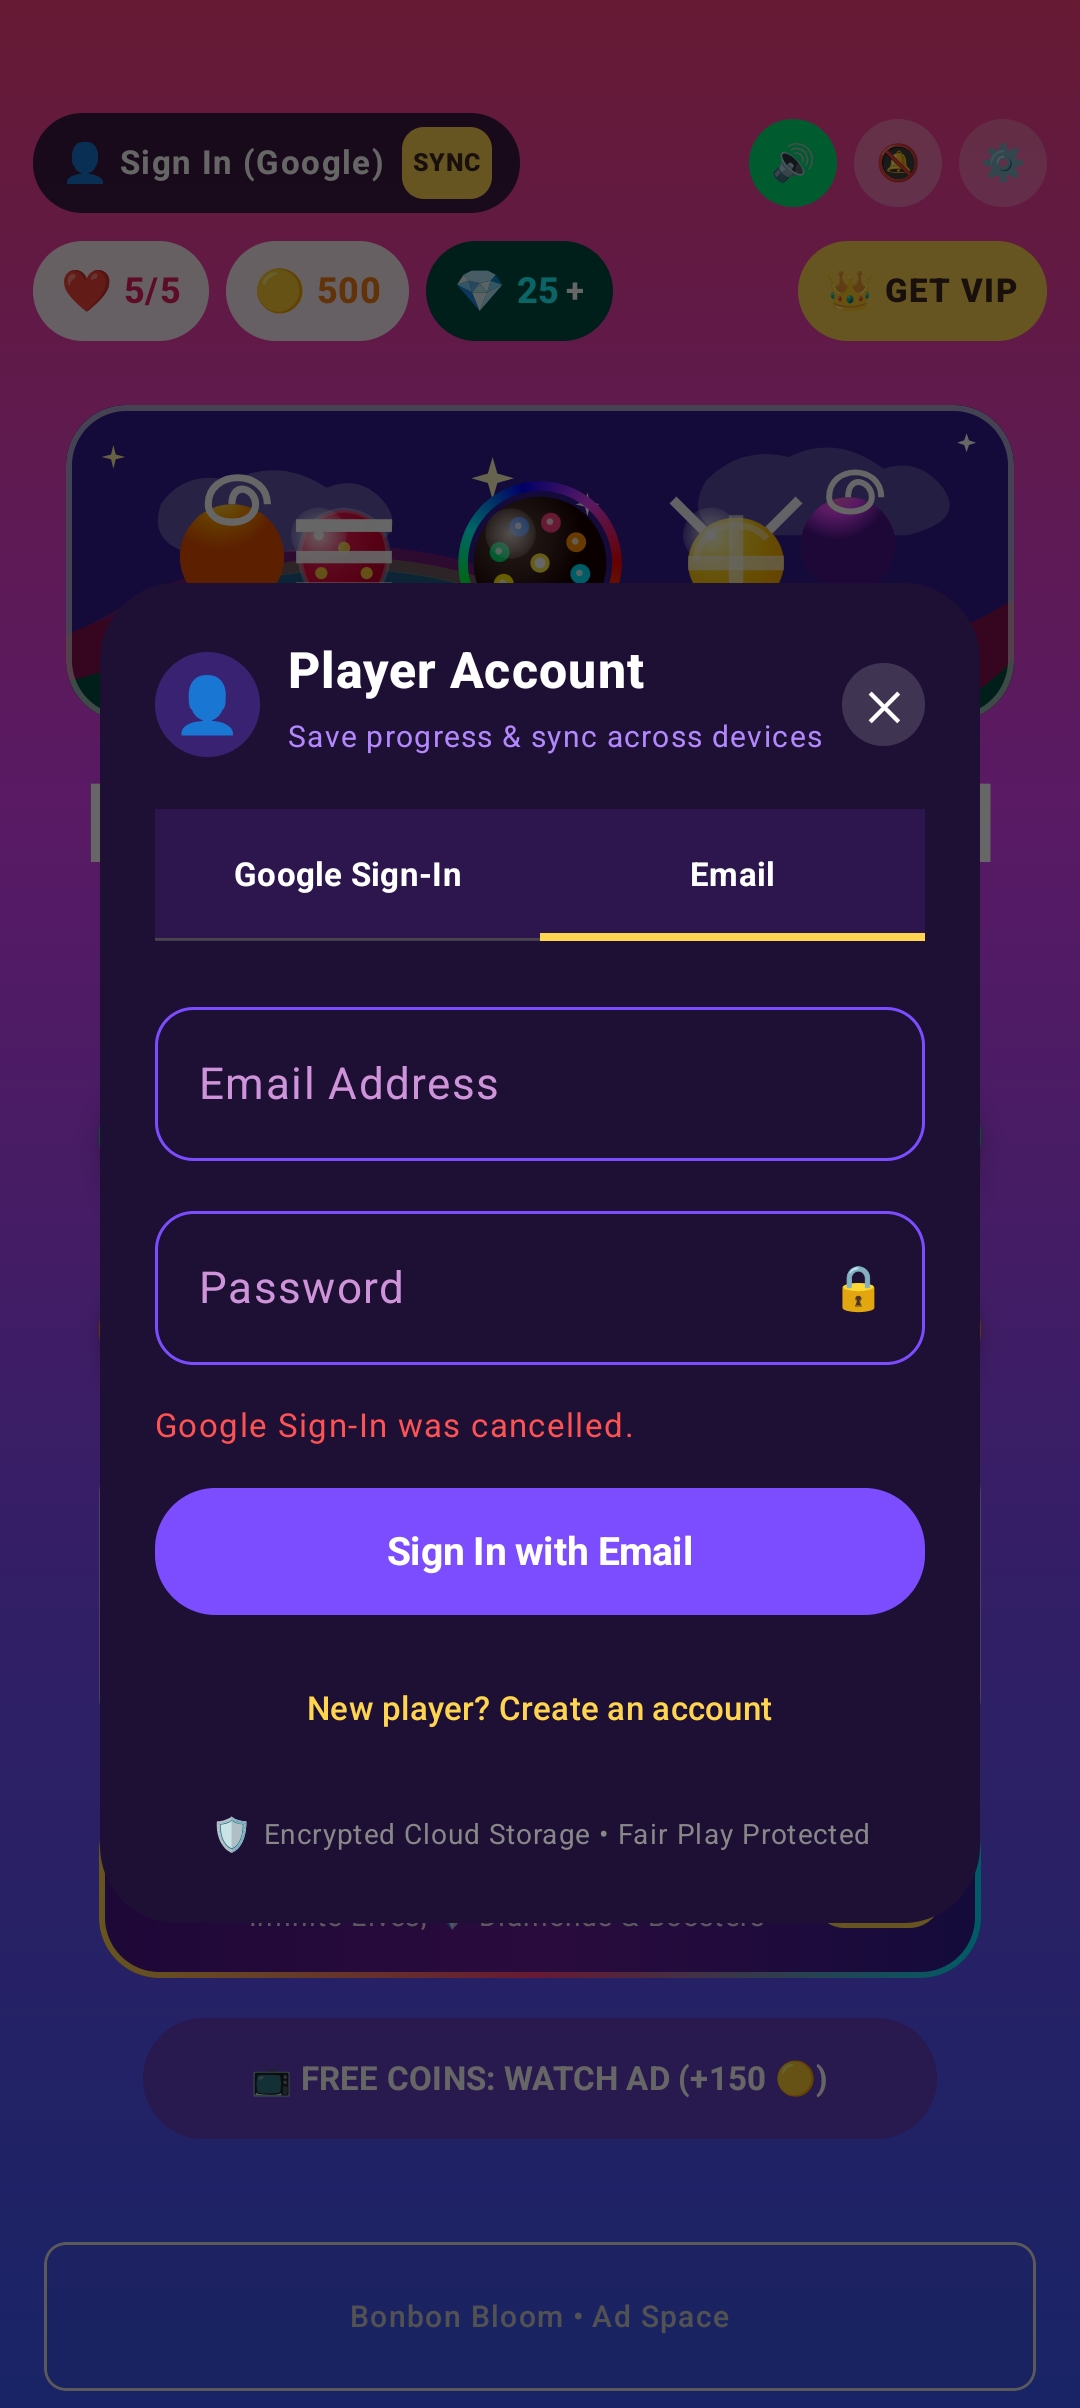 Sign In (Google) SYNC
5/5 500 25 + GET VIP
Player Account
Save progress & sync across devices
Google Sign-In Email
Email Address
Password
Google Sign-In was cancelled.
Sign In with Email
New player? Create an account
Encrypted Cloud Storage • Fair Play Protected
FREE COINS: WATCH AD (+150 🟡)
Bonbon Bloom • Ad Space